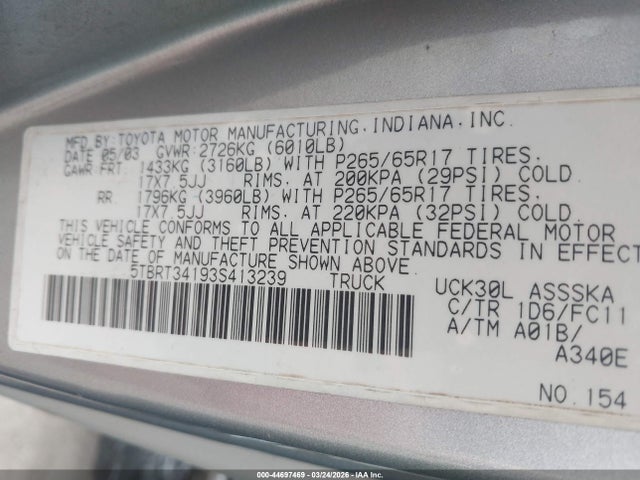 MFD.BY:TOYOTA MOTOR MANUFACTURING,INDIANA,INC.
DATE 05/03 GVWR:2726KG (6010LB)
GAWR FRT. 1433KG (3160LB) WITH P265/65R17 TIRES.
17X7.5JJ RIMS. AT 200KPA (29PSI) COLD.
RR. 1796KG (3960LB) WITH P265/65R17 TIRES.
17X7.5JJ RIMS. AT 220KPA (32PSI) COLD.
THIS VEHICLE CONFORMS TO ALL APPLICABLE FEDERAL MOTOR
VEHICLE SAFETY AND THEFT PREVENTION STANDARDS IN EFFECT
ON THE DATE OF MANUFACTURE SHOWN ABOVE.
5TBRT34193S413239 TRUCK
UCK30L ASSSKA
C/TR 1D6/FC11
A/TM A01B/
A340E
NO.154
000-44697469 - 03/24/2026 - IAA Inc.